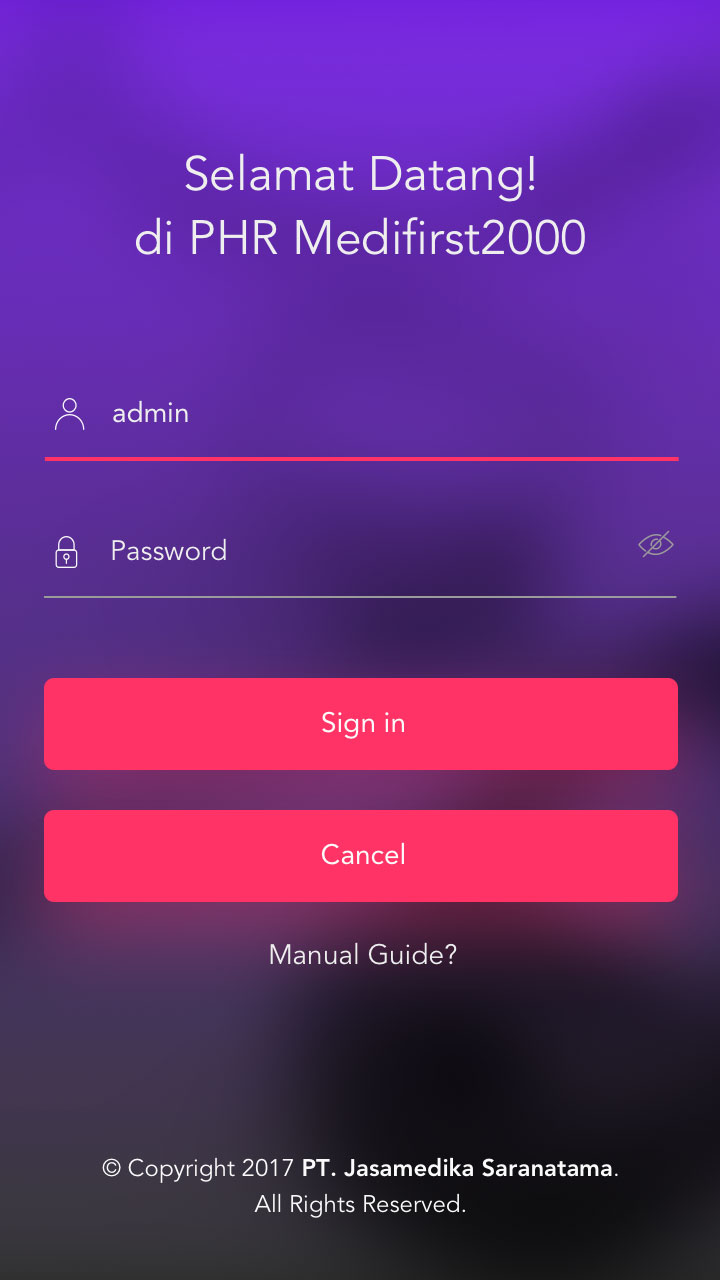 Selamat Datang!
di PHR Medifirst2000
admin
Password
Sign in
Cancel
Manual Guide?
© Copyright 2017 PT. Jasamedika Saranatama.
All Rights Reserved.